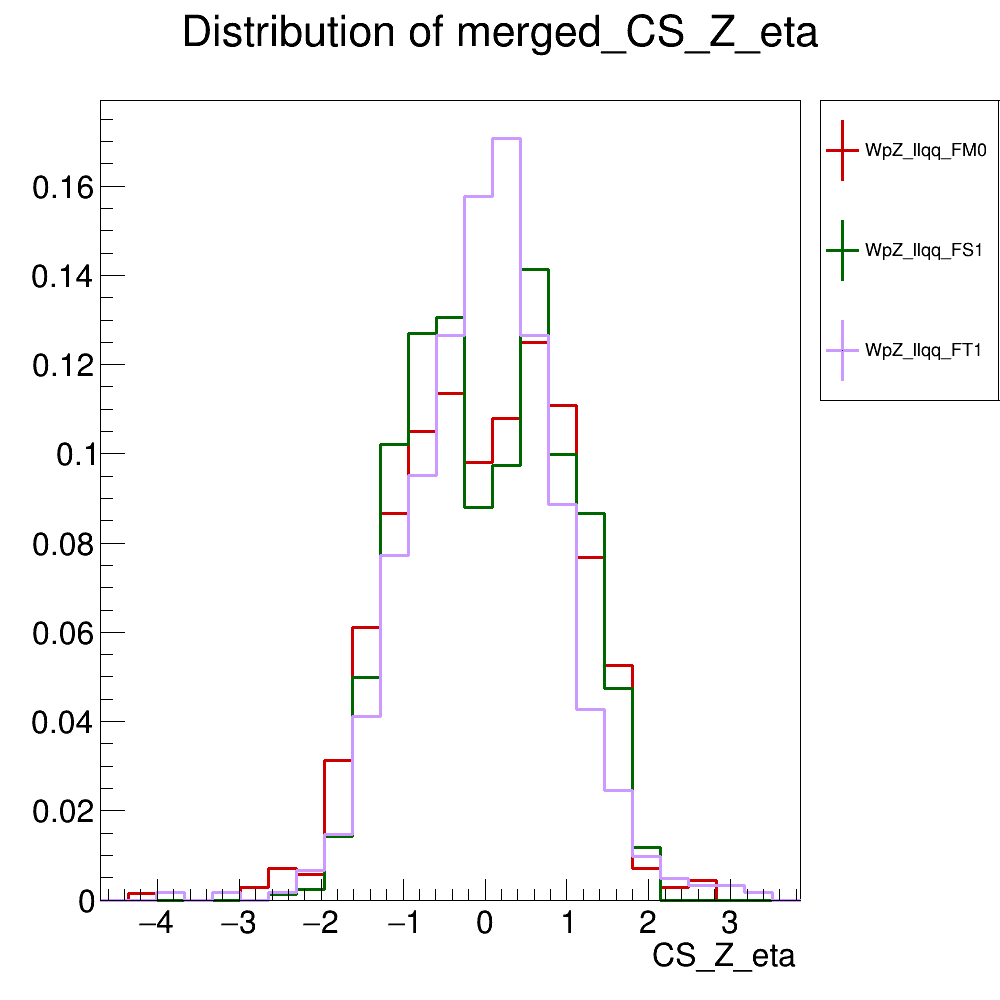 Distribution of merged_CS_Z_eta
WpZ_llqq_FM0
WpZ_llqq_FS1
WpZ_llqq_FT1
0.16
0.14
0.12
0.1
0.08
0.06
0.04
0.02
0
−4 −3 −2 −1 0 1 2 3
CS_Z_eta